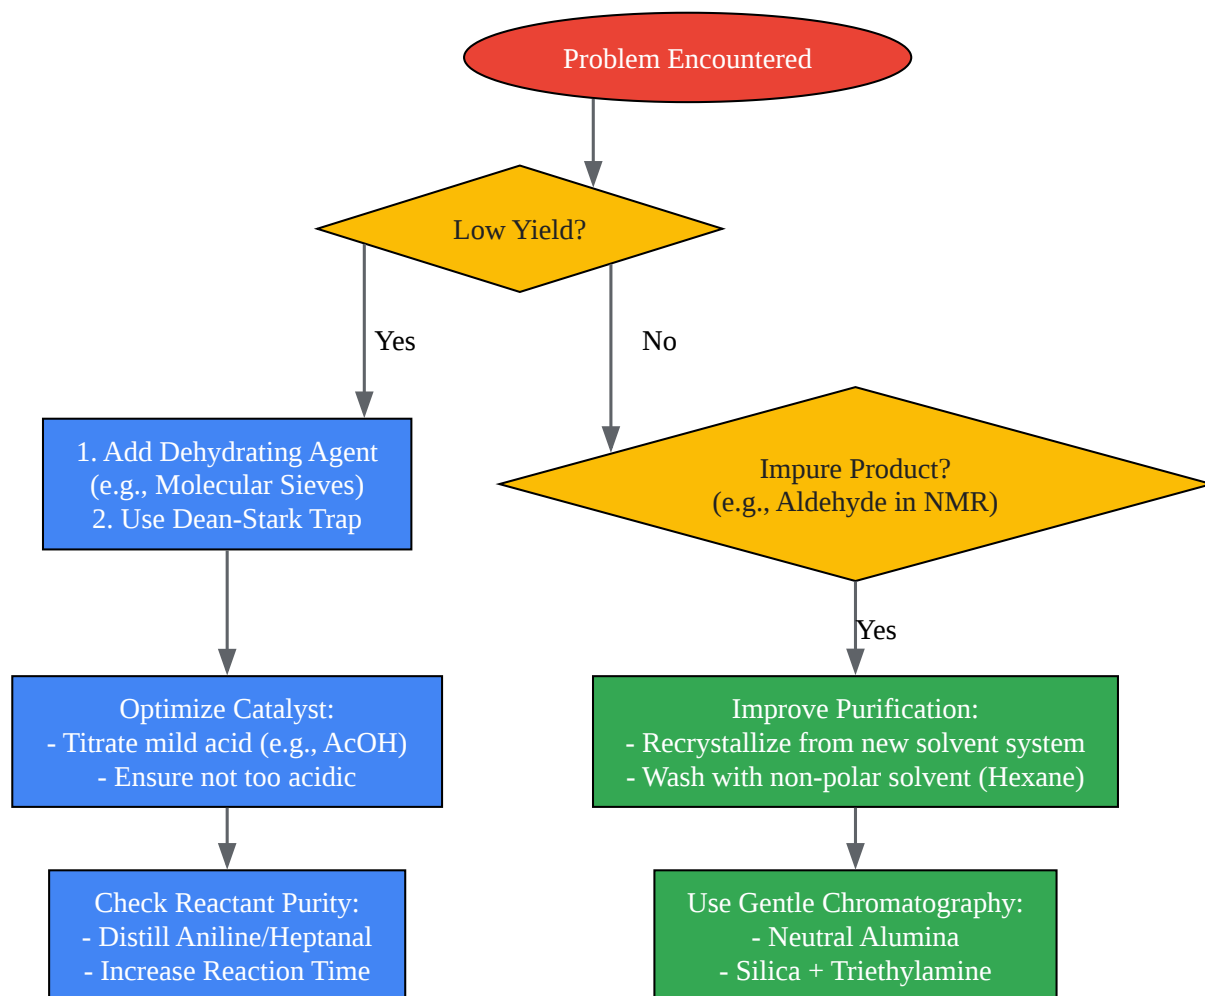 Problem Encountered
Low Yield?
Yes
No
1. Add Dehydrating Agent
(e.g., Molecular Sieves)
2. Use Dean-Stark Trap
Impure Product?
(e.g., Aldehyde in NMR)
Yes
Optimize Catalyst:
- Titrate mild acid (e.g., AcOH)
- Ensure not too acidic
Improve Purification:
- Recrystallize from new solvent system
- Wash with non-polar solvent (Hexane)
Check Reactant Purity:
- Distill Aniline/Heptanal
- Increase Reaction Time
Use Gentle Chromatography:
- Neutral Alumina
- Silica + Triethylamine